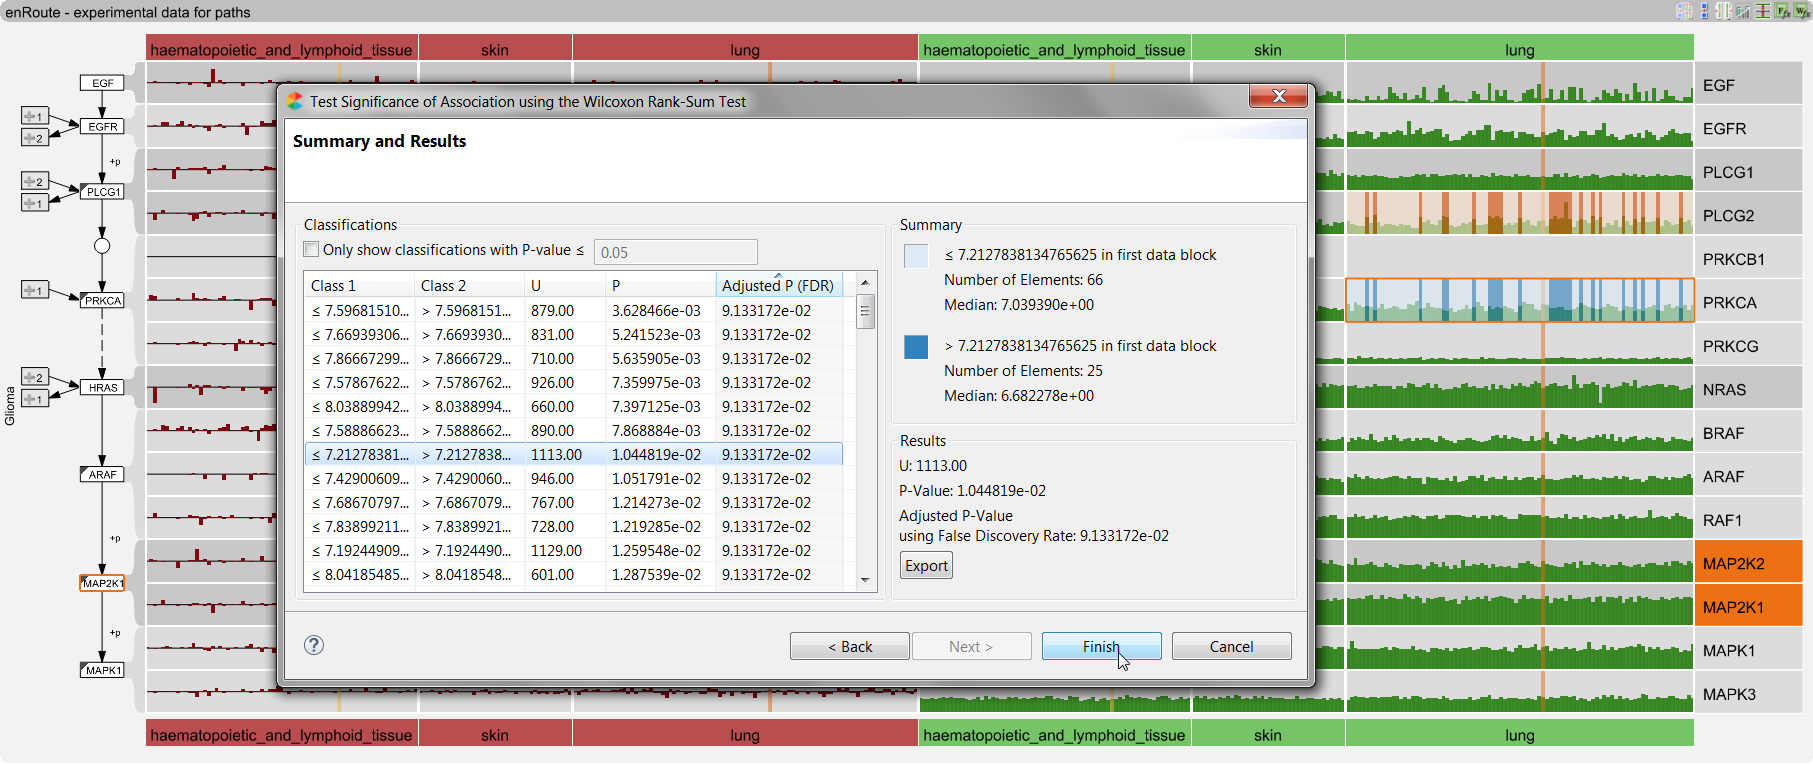 enRoute - experimental data for paths
haematopoietic_and_lymphoid_tissue skin lung haematopoietic_and_lymphoid_tissue skin lung
EGF
1
EGFR
2
+p
2
PLCG1
1
1
PRKCA
2
HRAS
1
Glioma
ARAF
+p
MAP2K1
+p
MAPK1
Test Significance of Association using the Wilcoxon Rank-Sum Test
Summary and Results
Classifications
Only show classifications with P-value ≤ 0.05
Class 1 Class 2 U P Adjusted P (FDR)
≤ 7.59681510... > 7.5968151... 879.00 3.628466e-03 9.133172e-02
≤ 7.66939306... > 7.6693930... 831.00 5.241523e-03 9.133172e-02
≤ 7.86667299... > 7.8666729... 710.00 5.635905e-03 9.133172e-02
≤ 7.57867622... > 7.5786762... 926.00 7.359975e-03 9.133172e-02
≤ 8.03889942... > 8.0388994... 660.00 7.397125e-03 9.133172e-02
≤ 7.58886623... > 7.5888662... 890.00 7.868884e-03 9.133172e-02
≤ 7.21278381... > 7.2127838... 1113.00 1.044819e-02 9.133172e-02
≤ 7.42900609... > 7.4290060... 946.00 1.051791e-02 9.133172e-02
≤ 7.68670797... > 7.6867079... 767.00 1.214273e-02 9.133172e-02
≤ 7.83899211... > 7.8389921... 728.00 1.219285e-02 9.133172e-02
≤ 7.19244909... > 7.1924490... 1129.00 1.259548e-02 9.133172e-02
≤ 8.04185485... > 8.0418548... 601.00 1.287539e-02 9.133172e-02
Summary
≤ 7.2127838134765625 in first data block
Number of Elements: 66
Median: 7.039390e+00
> 7.2127838134765625 in first data block
Number of Elements: 25
Median: 6.682278e+00
Results
U: 1113.00
P-Value: 1.044819e-02
Adjusted P-Value
using False Discovery Rate: 9.133172e-02
Export
< Back Next > Finish Cancel
EGF
EGFR
PLCG1
PLCG2
PRKCB1
PRKCA
PRKCG
NRAS
BRAF
ARAF
RAF1
MAP2K2
MAP2K1
MAPK1
MAPK3
haematopoietic_and_lymphoid_tissue skin lung haematopoietic_and_lymphoid_tissue skin lung